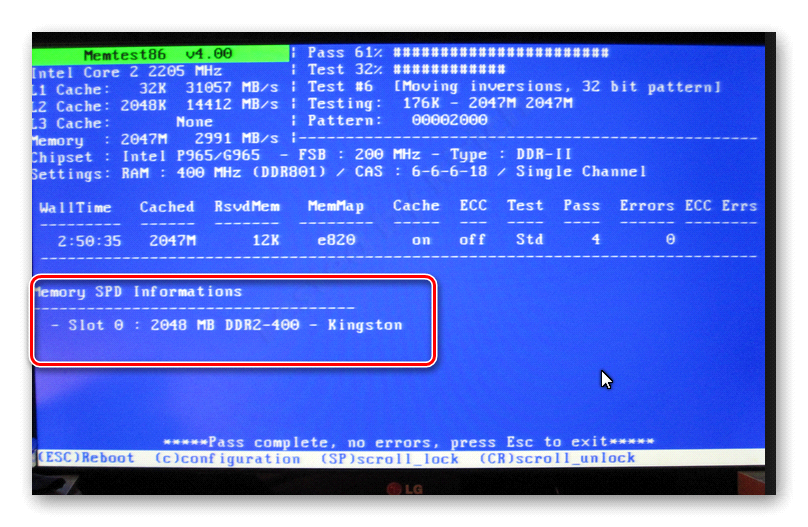 Memtest86 v4.00 | Pass 61% ########################
Intel Core 2 2205 MHz | Test 32% ############
L1 Cache: 32K 31057 MB/s | Test #6 [Moving inversions, 32 bit pattern]
L2 Cache: 2048K 14412 MB/s | Testing: 176K - 2047M 2047M
L3 Cache: None | Pattern: 00002000
Memory : 2047M 2991 MB/s |
Chipset : Intel P965/G965 - FSB : 200 MHz - Type : DDR-II
Settings: RAM : 400 MHz (DDR801) / CAS : 6-6-6-18 / Single Channel
WallTime Cached RsvdMem MemMap Cache ECC Test Pass Errors ECC Errs
2:50:35 2047M 12K e820 on off Std 4 0
Memory SPD Informations
- Slot 0 : 2048 MB DDR2-400 - Kingston
*****Pass complete, no errors, press Esc to exit*****
(ESC)Reboot (c)configuration (SP)scroll_lock (CR)scroll_unlock
LG